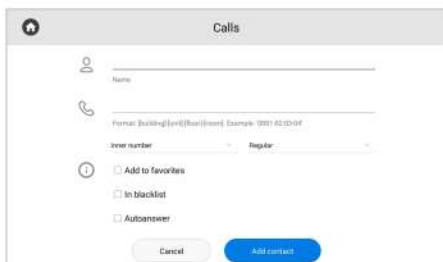 Calls
Name
Format: [building][unit][floor][room]. Example: 0001-02-03-04
Inner number
Regular
Add to favorites
In blacklist
Autoanswer
Cancel
Add contact